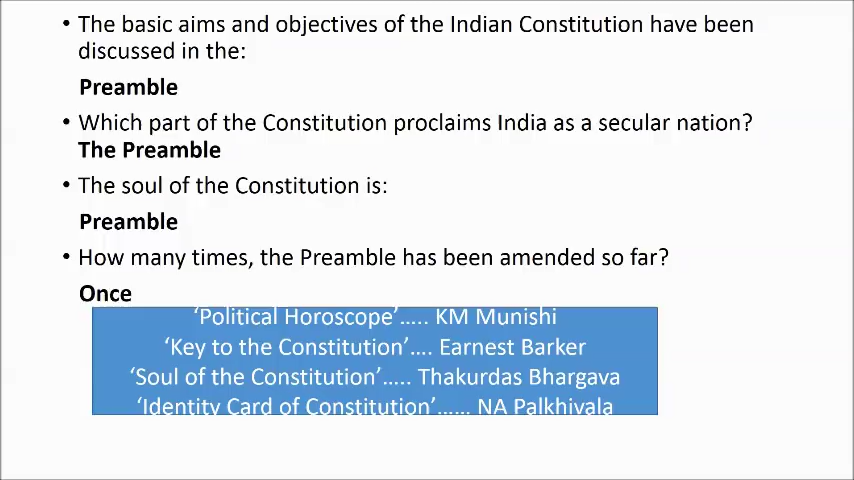 • The basic aims and objectives of the Indian Constitution have been
discussed in the:
Preamble
• Which part of the Constitution proclaims India as a secular nation?
The Preamble
• The soul of the Constitution is:
Preamble
• How many times, the Preamble has been amended so far?
Once
‘Political Horoscope’….. KM Munishi
‘Key to the Constitution’…. Earnest Barker
‘Soul of the Constitution’….. Thakurdas Bhargava
‘Identity Card of Constitution’…… NA Palkhivala